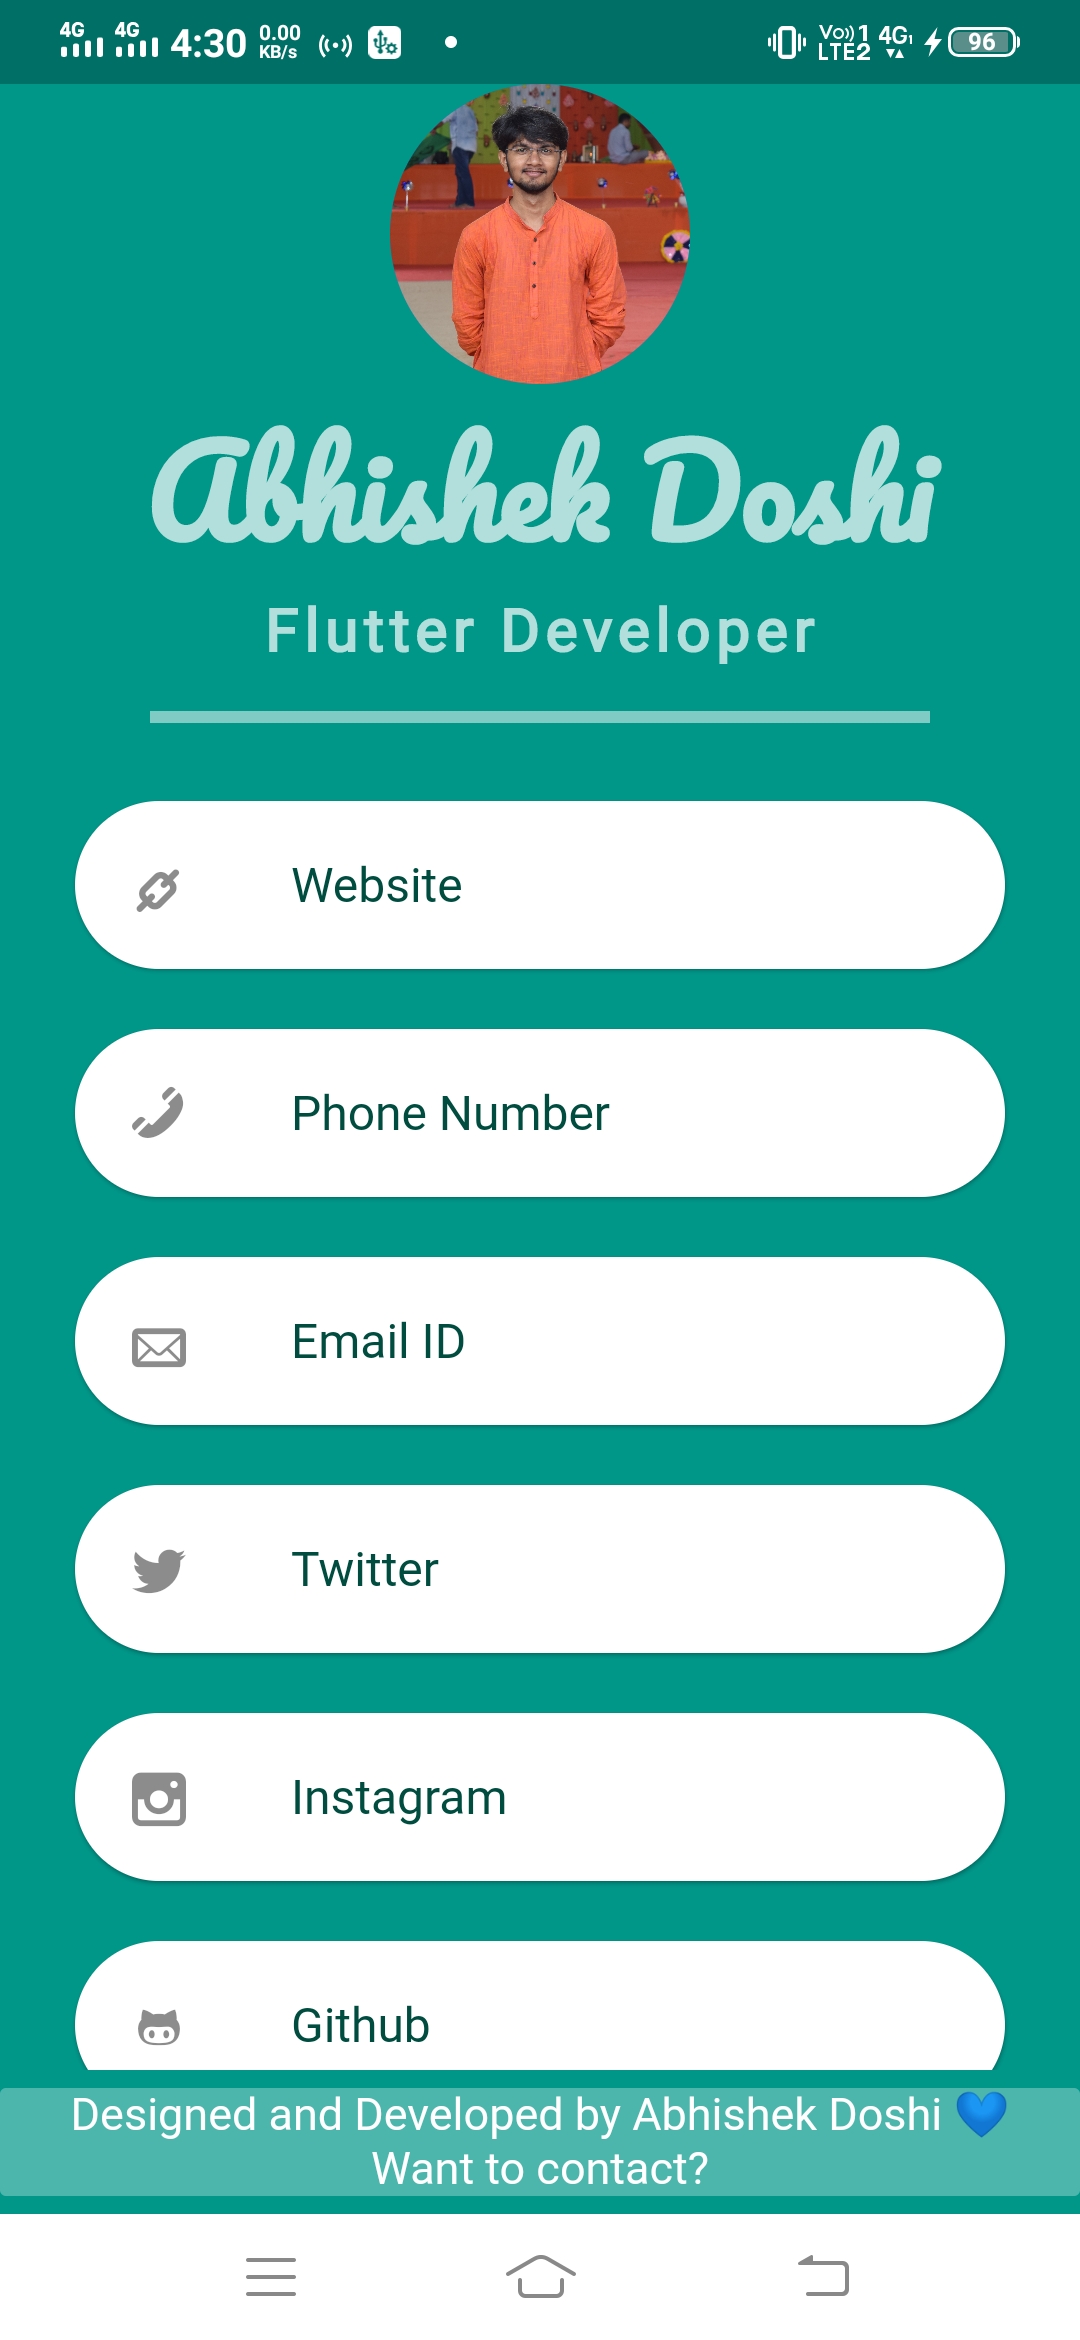 4G 4G 4:30 0.00 KB/s Vo)) 1 LTE2 4G1 96
Abhishek Doshi
Flutter Developer
Website
Phone Number
Email ID
Twitter
Instagram
Github
Designed and Developed by Abhishek Doshi 💙
Want to contact?